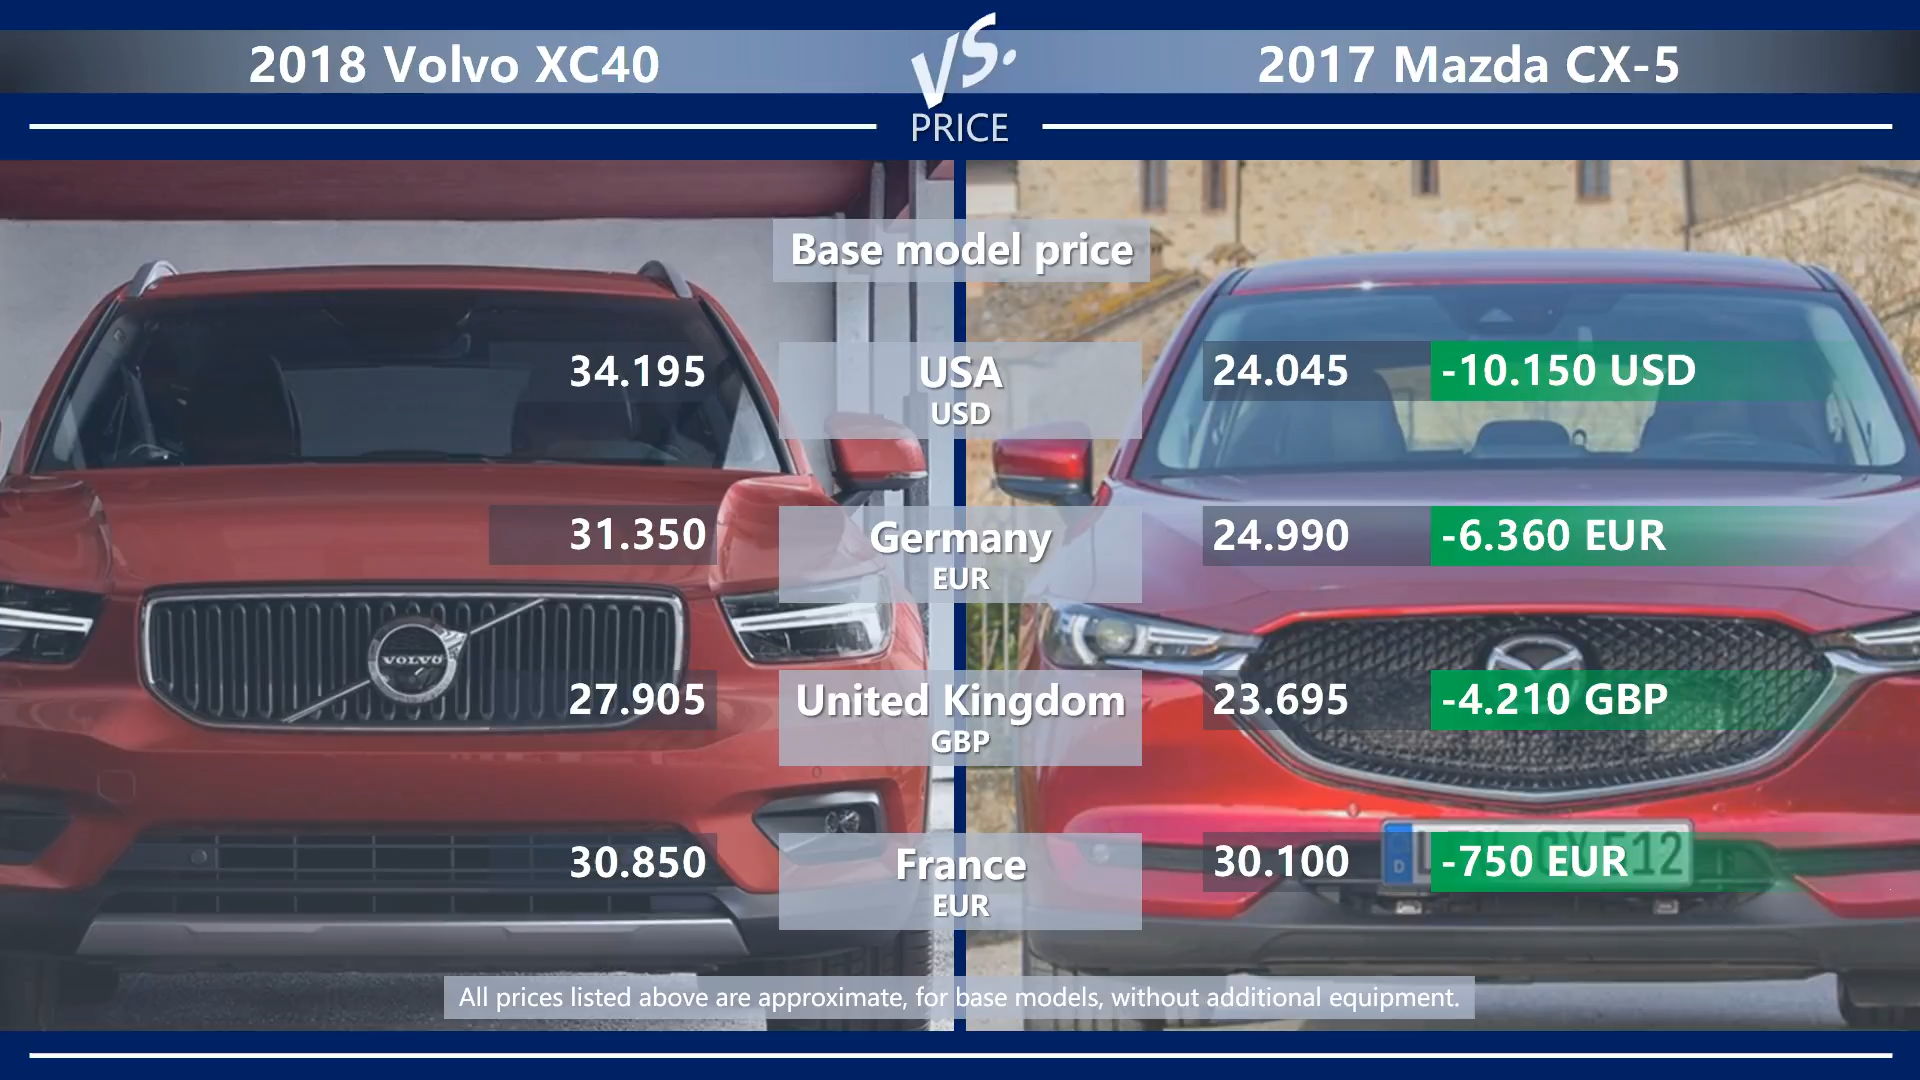 2018 Volvo XC40
VS.
2017 Mazda CX-5
PRICE
Base model price
34.195
USA
24.045
-10.150 USD
USD
31.350
Germany
24.990
-6.360 EUR
EUR
VOLVO
27.905
United Kingdom
23.695
-4.210 GBP
GBP
30.850
France
30.100
-750 EUR
12
D
EUR
All prices listed above are approximate, for base models, without additional equipment.